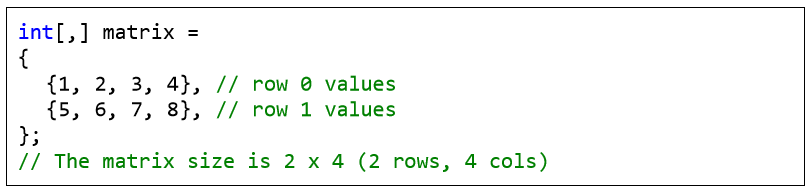 int[,] matrix =
{
  {1, 2, 3, 4}, // row 0 values
  {5, 6, 7, 8}, // row 1 values
};
// The matrix size is 2 x 4 (2 rows, 4 cols)